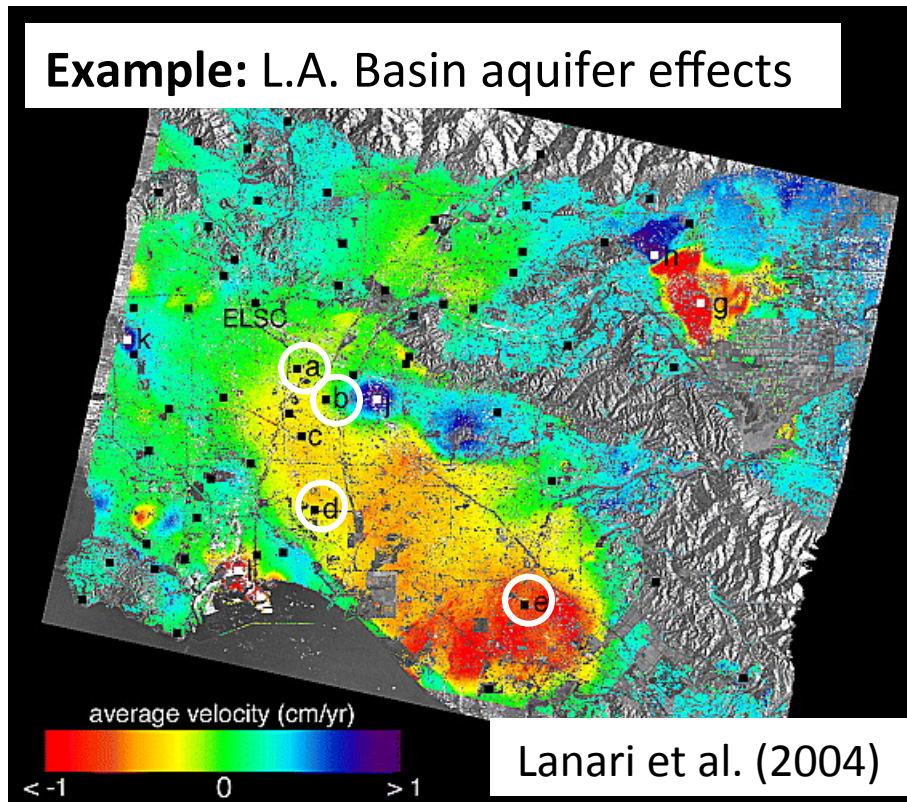 Example: L.A. Basin aquifer effects
h
g
ELSC
k
a
b
j
c
d
e
i
average velocity (cm/yr)
< -1 0 > 1
Lanari et al. (2004)